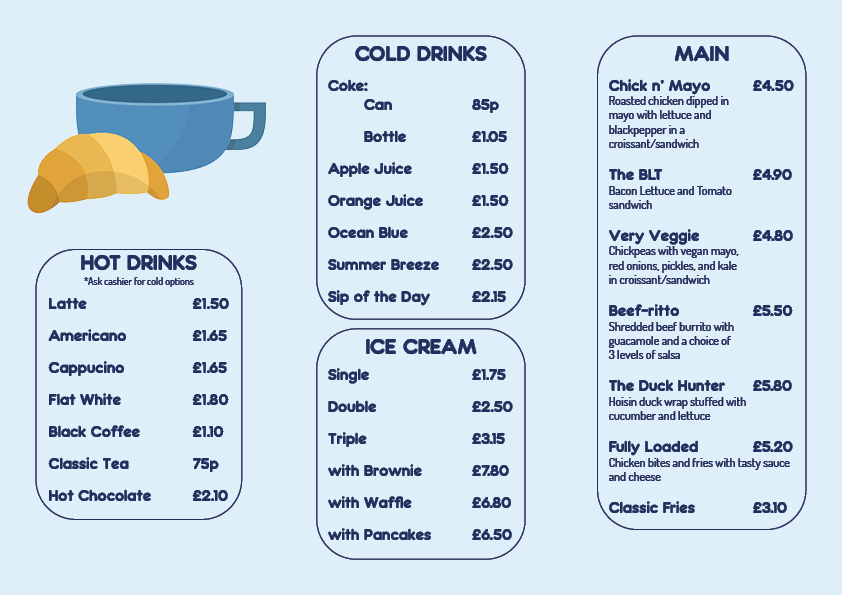 HOT DRINKS
*Ask cashier for cold options
Latte £1.50
Americano £1.65
Cappucino £1.65
Flat White £1.80
Black Coffee £1.10
Classic Tea 75p
Hot Chocolate £2.10
COLD DRINKS
Coke:
Can 85p
Bottle £1.05
Apple Juice £1.50
Orange Juice £1.50
Ocean Blue £2.50
Summer Breeze £2.50
Sip of the Day £2.15
ICE CREAM
Single £1.75
Double £2.50
Triple £3.15
with Brownie £7.80
with Waffle £6.80
with Pancakes £6.50
MAIN
Chick n' Mayo £4.50
Roasted chicken dipped in
mayo with lettuce and
blackpepper in a
croissant/sandwich
The BLT £4.90
Bacon Lettuce and Tomato
sandwich
Very Veggie £4.80
Chickpeas with vegan mayo,
red onions, pickles, and kale
in croissant/sandwich
Beef-ritto £5.50
Shredded beef burrito with
guacamole and a choice of
3 levels of salsa
The Duck Hunter £5.80
Hoisin duck wrap stuffed with
cucumber and lettuce
Fully Loaded £5.20
Chicken bites and fries with tasty sauce
and cheese
Classic Fries £3.10